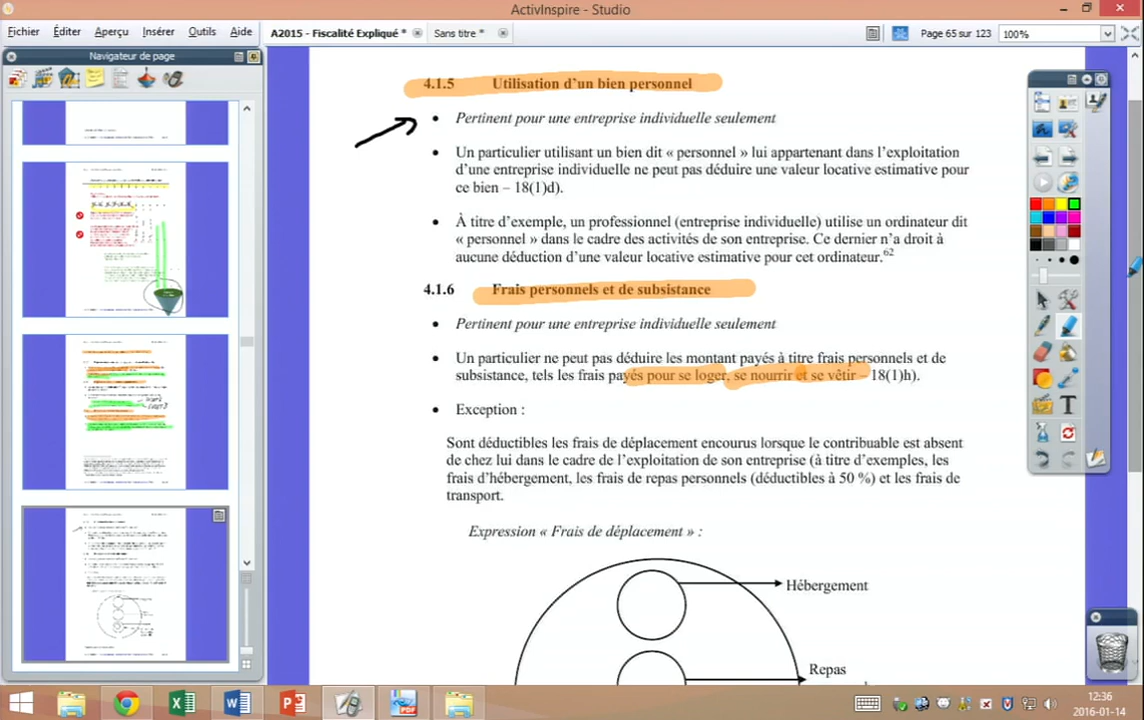 ActivInspire - Studio
Fichier Éditer Aperçu Insérer Outils Aide
A2015 - Fiscalité Expliqué * Sans titre * Page 65 sur 123 100%
Navigateur de page
4.1.5 Utilisation d'un bien personnel
• Pertinent pour une entreprise individuelle seulement
• Un particulier utilisant un bien dit « personnel » lui appartenant dans l'exploitation
d'une entreprise individuelle ne peut pas déduire une valeur locative estimative pour
ce bien – 18(1)d).
• À titre d'exemple, un professionnel (entreprise individuelle) utilise un ordinateur dit
« personnel » dans le cadre des activités de son entreprise. Ce dernier n'a droit à
aucune déduction d'une valeur locative estimative pour cet ordinateur.62
4.1.6 Frais personnels et de subsistance
• Pertinent pour une entreprise individuelle seulement
• Un particulier ne peut pas déduire les montant payés à titre frais personnels et de
subsistance, tels les frais payés pour se loger, se nourrir et se vêtir – 18(1)h).
• Exception :
Sont déductibles les frais de déplacement encourus lorsque le contribuable est absent
de chez lui dans le cadre de l'exploitation de son entreprise (à titre d'exemples, les
frais d'hébergement, les frais de repas personnels (déductibles à 50 %) et les frais de
transport.
Expression « Frais de déplacement » :
Hébergement
Repas
12:36
2016-01-14